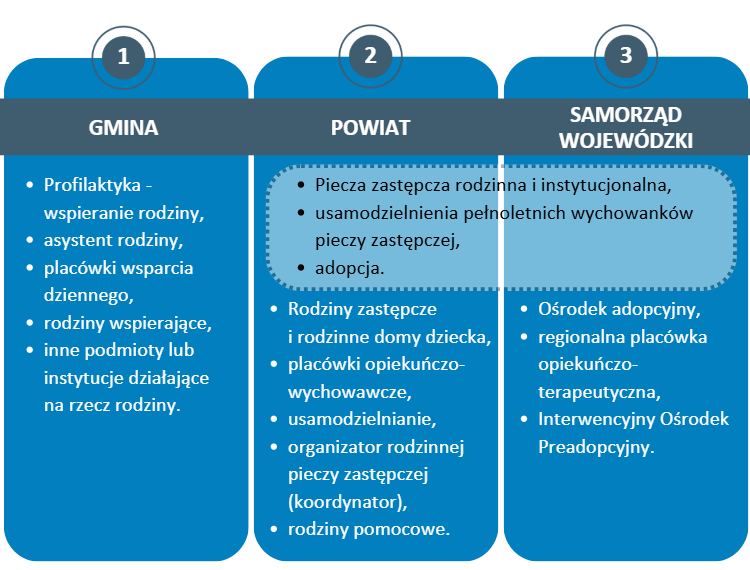 1
GMINA
• Profilaktyka -
wspieranie rodziny,
• asystent rodziny,
• placówki wsparcia
dziennego,
• rodziny wspierające,
• inne podmioty lub
instytucje działające
na rzecz rodziny.
2
POWIAT
3
SAMORZĄD
WOJEWÓDZKI
• Piecza zastępcza rodzinna i instytucjonalna,
• usamodzielnienia pełnoletnich wychowanków
pieczy zastępczej,
• adopcja.
• Rodziny zastępcze
i rodzinne domy dziecka,
• placówki opiekuńczo-
wychowawcze,
• usamodzielnianie,
• organizator rodzinnej
pieczy zastępczej
(koordynator),
• rodziny pomocowe.
• Ośrodek adopcyjny,
• regionalna placówka
opiekuńczo-
terapeutyczna,
• Interwencyjny Ośrodek
Preadopcyjny.